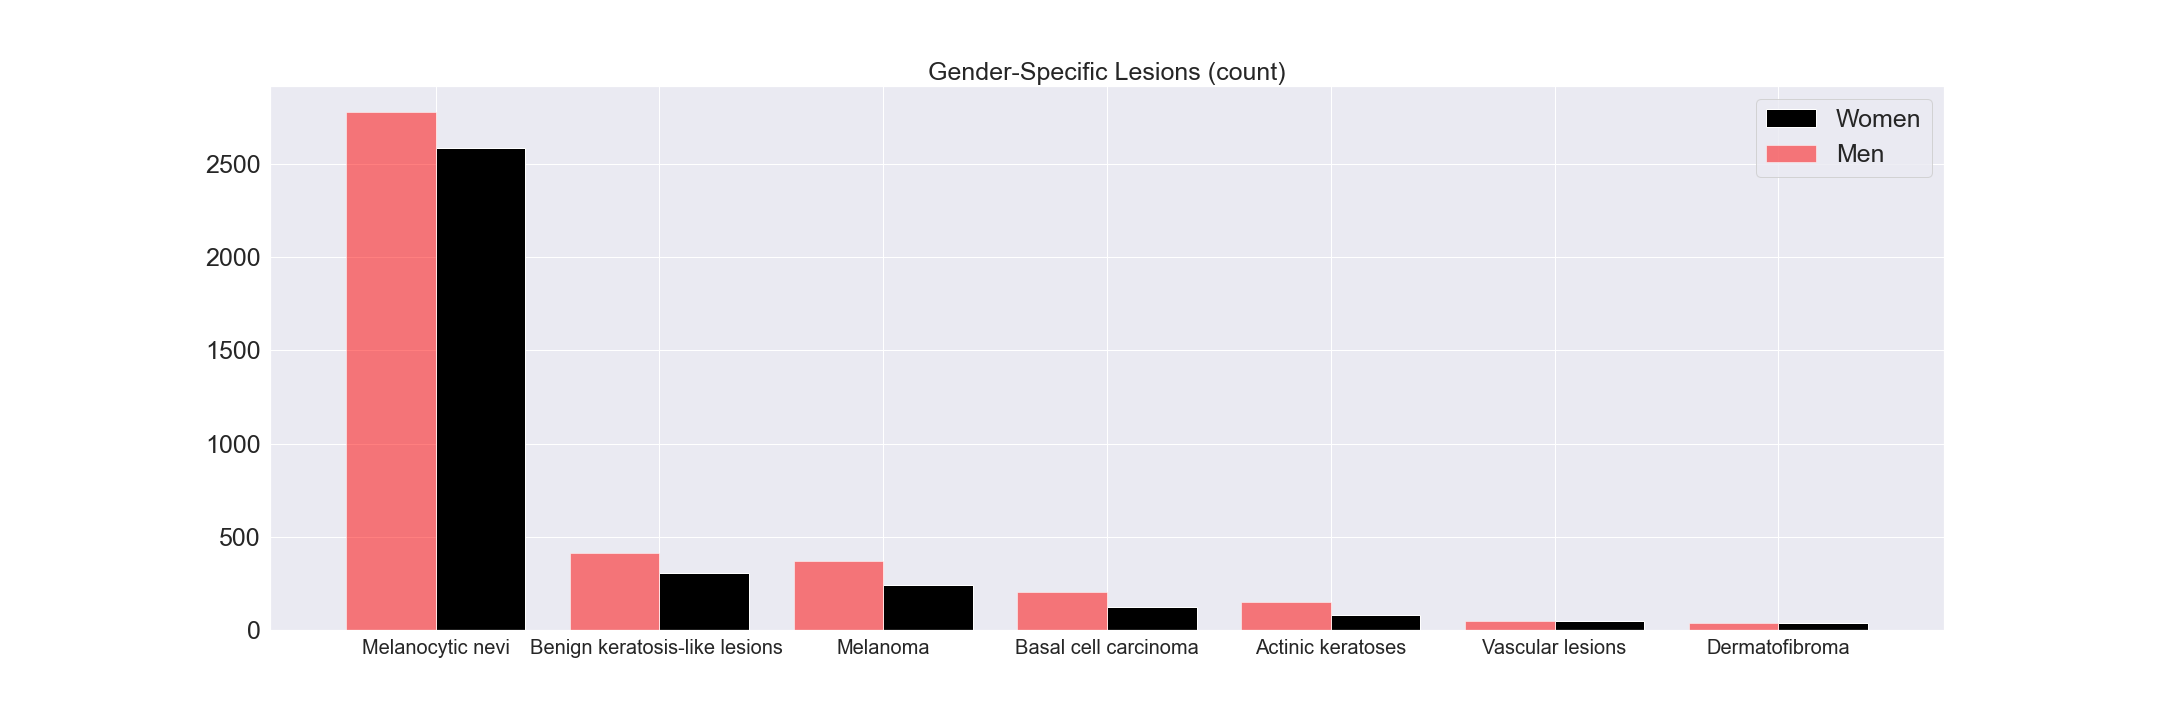 Gender-Specific Lesions (count)
Women
Men
2500
2000
1500
1000
500
0
Melanocytic nevi
Benign keratosis-like lesions
Melanoma
Basal cell carcinoma
Actinic keratoses
Vascular lesions
Dermatofibroma